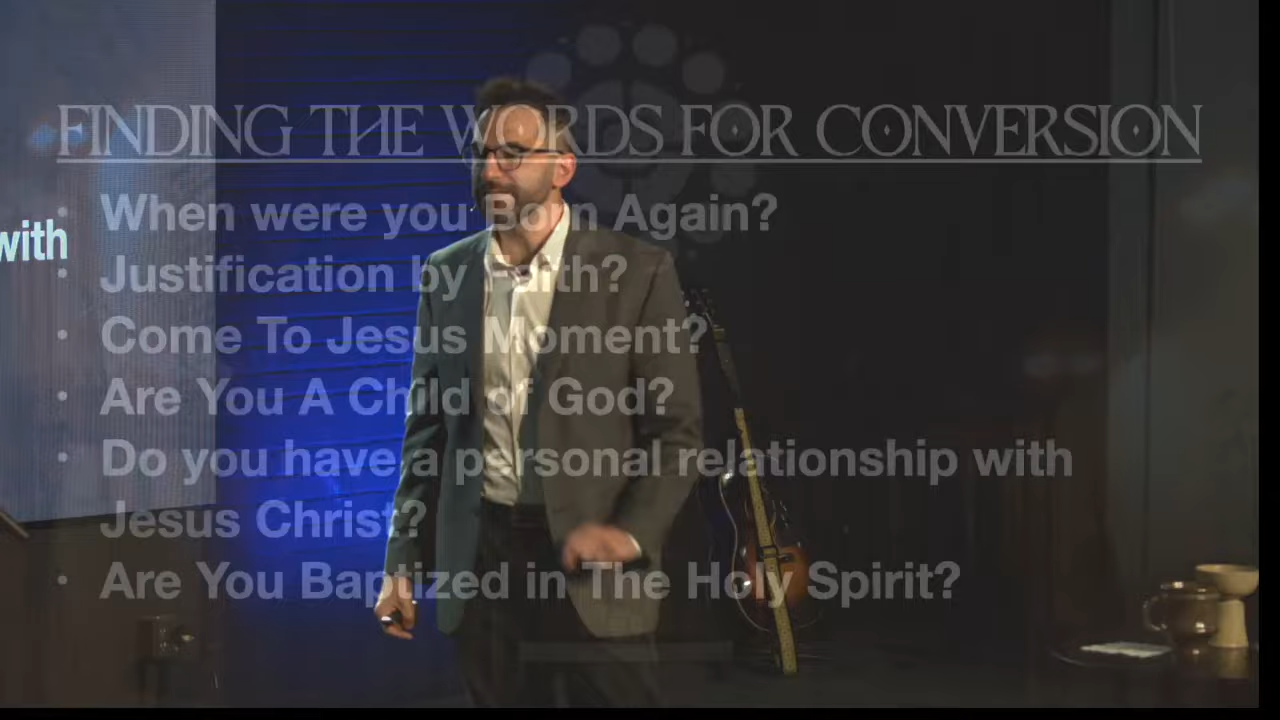 FINDING THE WORDS FOR CONVERSION
• When were you Born Again?
with
• Justification by Faith?
• Come To Jesus Moment?
• Are You A Child of God?
• Do you have a personal relationship with
Jesus Christ?
• Are You Baptized in The Holy Spirit?